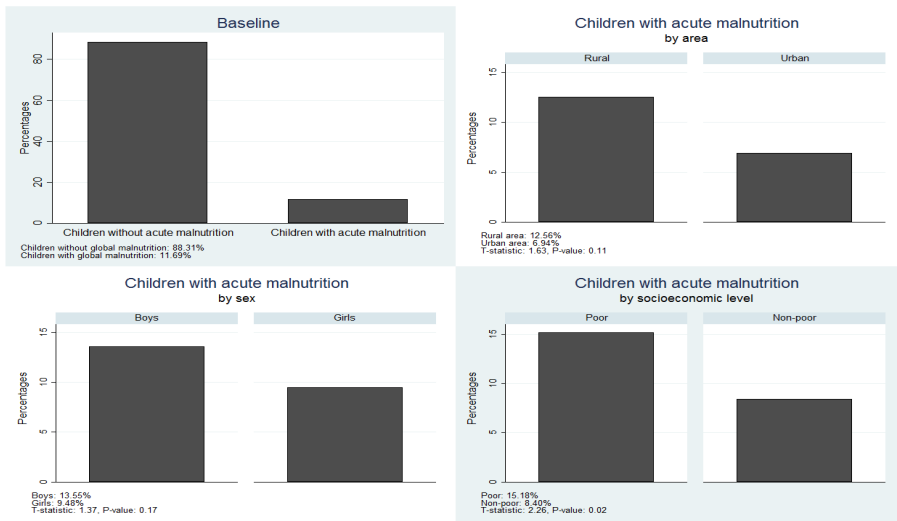 Baseline
Percentages
80
60
40
20
0
Children without acute malnutrition
Children with acute malnutrition
Children without global malnutrition: 88.31%
Children with global malnutrition: 11.69%
Children with acute malnutrition
by area
Rural
Urban
Percentages
15
10
5
0
Rural area: 12.56%
Urban area: 6.94%
T-statistic: 1.63, P-value: 0.11
Children with acute malnutrition
by sex
Boys
Girls
Percentages
15
10
5
0
Boys: 13.55%
Girls: 9.48%
T-statistic: 1.37, P-value: 0.17
Children with acute malnutrition
by socioeconomic level
Poor
Non-poor
Percentages
15
10
5
0
Poor: 15.18%
Non-poor: 8.40%
T-statistic: 2.26, P-value: 0.02